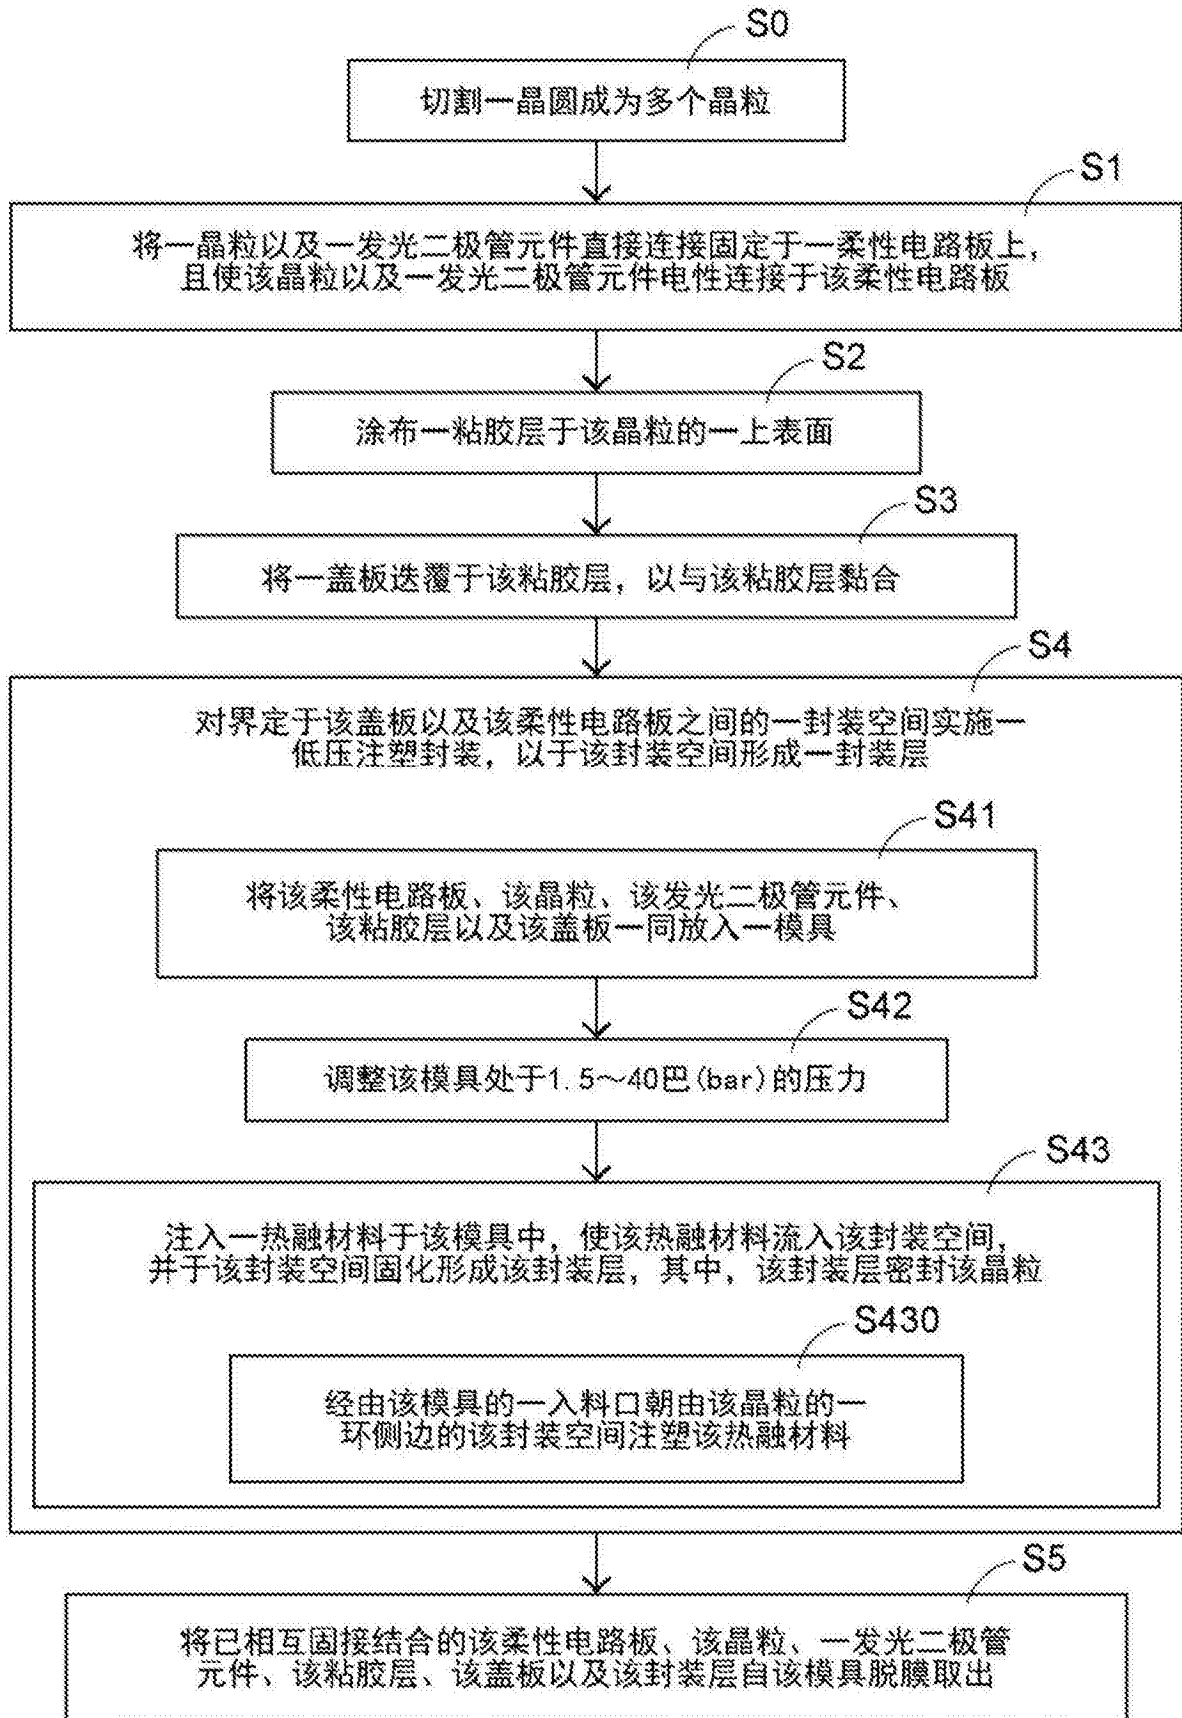 S0
切割一晶圆成为多个晶粒
S1
将一晶粒以及一发光二极管元件直接连接固定于一柔性电路板上,
且使该晶粒以及一发光二极管元件电性连接于该柔性电路板
S2
涂布一粘胶层于该晶粒的一上表面
S3
将一盖板迭覆于该粘胶层，以与该粘胶层黏合
S4
对界定于该盖板以及该柔性电路板之间的一封装空间实施一
低压注塑封装，以于该封装空间形成一封装层
S41
将该柔性电路板、该晶粒、该发光二极管元件、
该粘胶层以及该盖板一同放入一模具
S42
调整该模具处于1.5～40巴(bar)的压力
S43
注入一热融材料于该模具中，使该热融材料流入该封装空间，
并于该封装空间固化形成该封装层，其中，该封装层密封该晶粒
S430
经由该模具的一入料口朝由该晶粒的一
环侧边的该封装空间注塑该热融材料
S5
将已相互固接结合的该柔性电路板、该晶粒、一发光二极管
元件、该粘胶层、该盖板以及该封装层自该模具脱膜取出